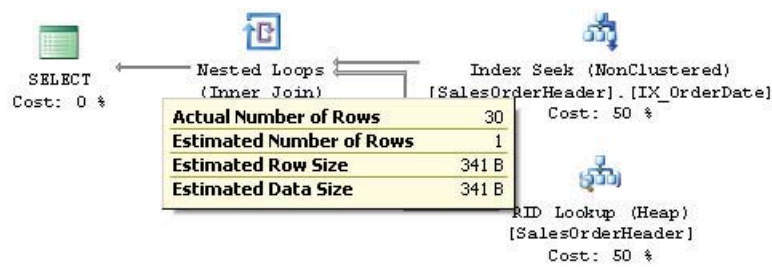 SELECT
Cost: 0 %
Nested Loops
(Inner Join)
Index Seek (NonClustered)
[SalesOrderHeader].[IX_OrderDate]
Cost: 50 %
Actual Number of Rows 30
Estimated Number of Rows 1
Estimated Row Size 341 B
Estimated Data Size 341 B
RID Lookup (Heap)
[SalesOrderHeader]
Cost: 50 %